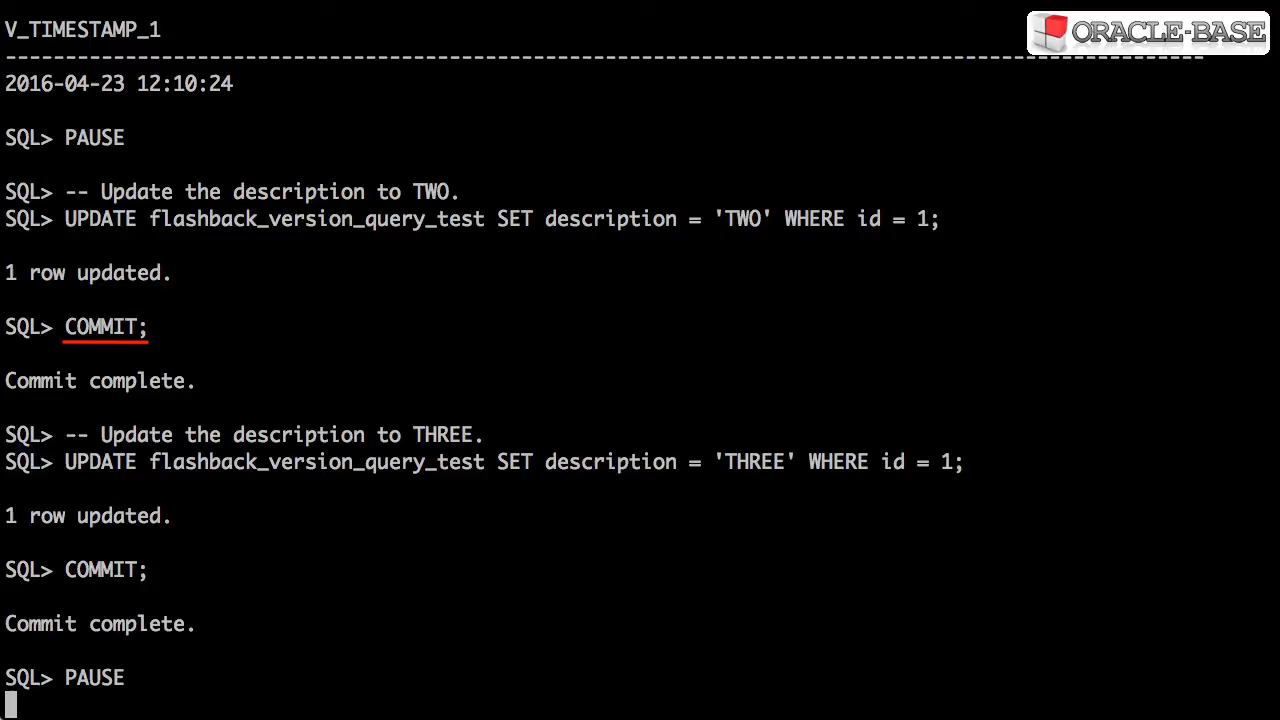 V_TIMESTAMP_1
ORACLE-BASE
----------------------------------------------------------------------------------------------------
2016-04-23 12:10:24
SQL> PAUSE
SQL> -- Update the description to TWO.
SQL> UPDATE flashback_version_query_test SET description = 'TWO' WHERE id = 1;
1 row updated.
SQL> COMMIT;
Commit complete.
SQL> -- Update the description to THREE.
SQL> UPDATE flashback_version_query_test SET description = 'THREE' WHERE id = 1;
1 row updated.
SQL> COMMIT;
Commit complete.
SQL> PAUSE